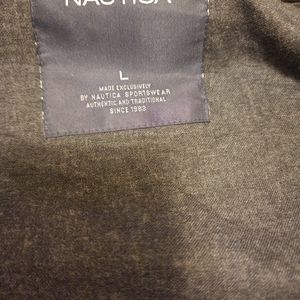 NAUTICA
L
MADE EXCLUSIVELY
BY NAUTICA SPORTSWEAR
AUTHENTIC AND TRADITIONAL
SINCE 1983